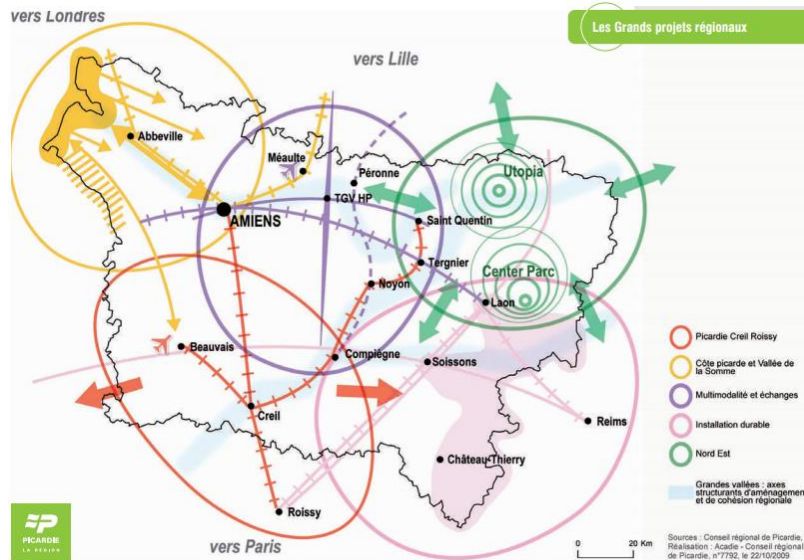 vers Londres
Les Grands projets régionaux
vers Lille
Abbeville
Méaulte
Péronne
Utopia
TGV HP
AMIENS
Saint Quentin
Tergnier
Center Parc
Noyon
Laon
Beauvais
Compiègne
Soissons
Creil
Reims
Château-Thierry
Roissy
vers Paris
Picardie Creil Roissy
Côte picarde et Vallée de
la Somme
Multimodalité et échanges
Installation durable
Nord Est
Grandes vallées : axes
structurants d'aménagement
et de cohésion régionale
0 20 Km
PICARDIE
LA RÉGION
Sources : Conseil régional de Picardie,
Réalisation : Acadie - Conseil régional
de Picardie, n°7792, le 22/10/2009